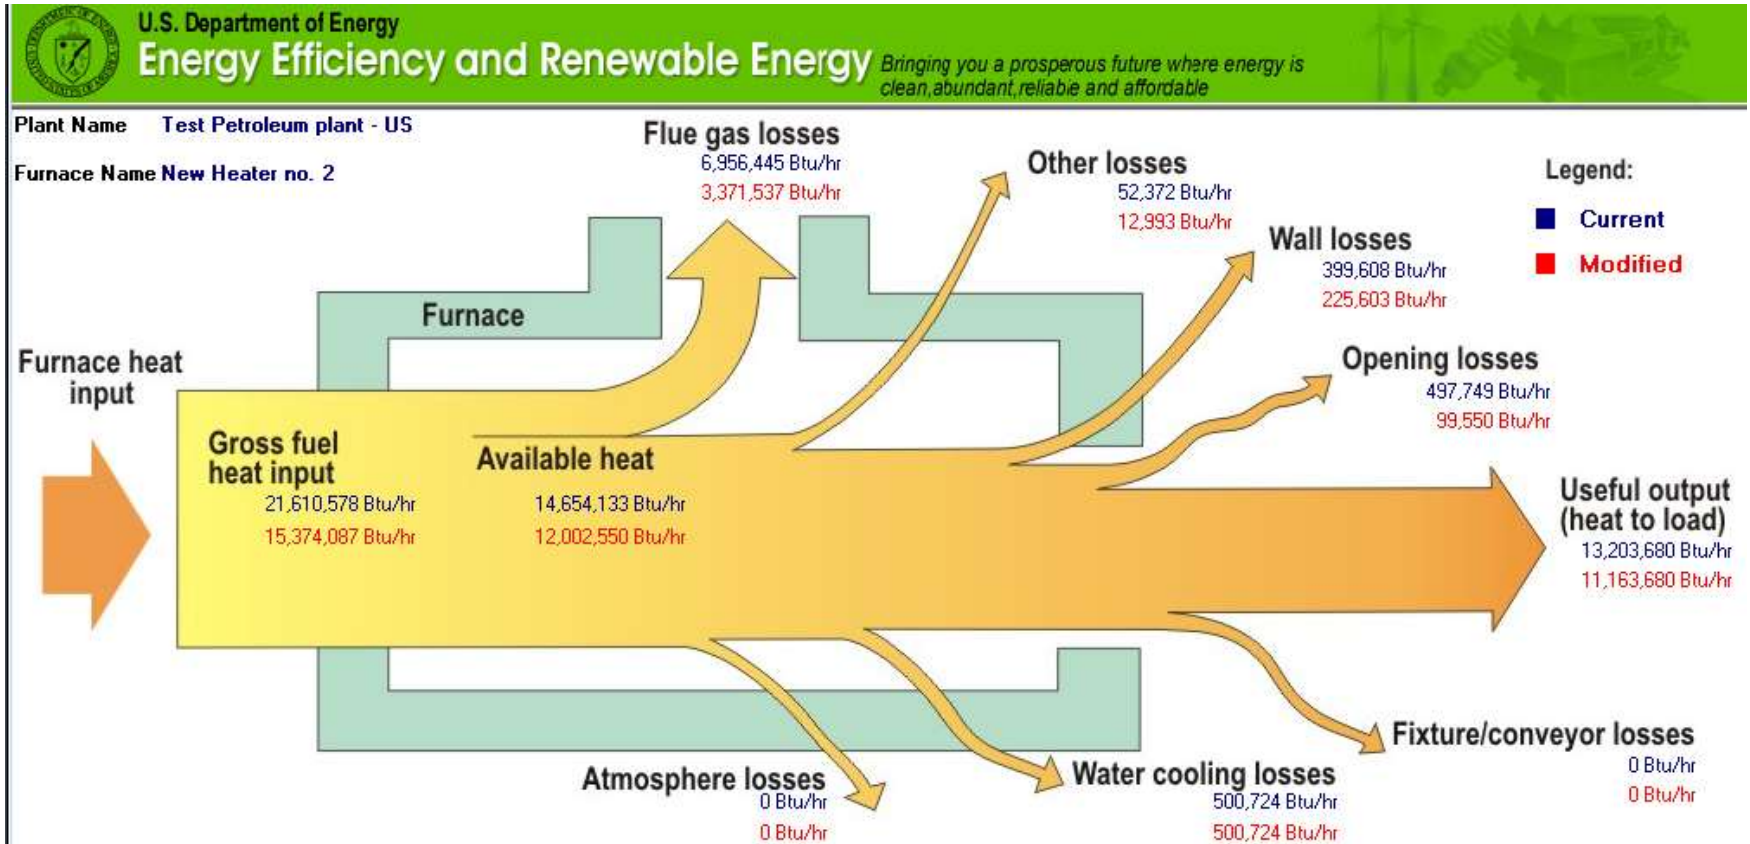 U.S. Department of Energy
Energy Efficiency and Renewable Energy
Bringing you a prosperous future where energy is
clean,abundant,reliable and affordable
Plant Name Test Petroleum plant - US
Furnace Name New Heater no. 2
Flue gas losses
6,956,445 Btu/hr
3,371,537 Btu/hr
Other losses
52,372 Btu/hr
12,993 Btu/hr
Legend:
Current
Modified
Wall losses
399,608 Btu/hr
225,603 Btu/hr
Furnace
Furnace heat
input
Opening losses
497,749 Btu/hr
99,550 Btu/hr
Gross fuel
heat input
21,610,578 Btu/hr
15,374,087 Btu/hr
Available heat
14,654,133 Btu/hr
12,002,550 Btu/hr
Useful output
(heat to load)
13,203,680 Btu/hr
11,163,680 Btu/hr
Atmosphere losses
0 Btu/hr
0 Btu/hr
Water cooling losses
500,724 Btu/hr
500,724 Btu/hr
Fixture/conveyor losses
0 Btu/hr
0 Btu/hr